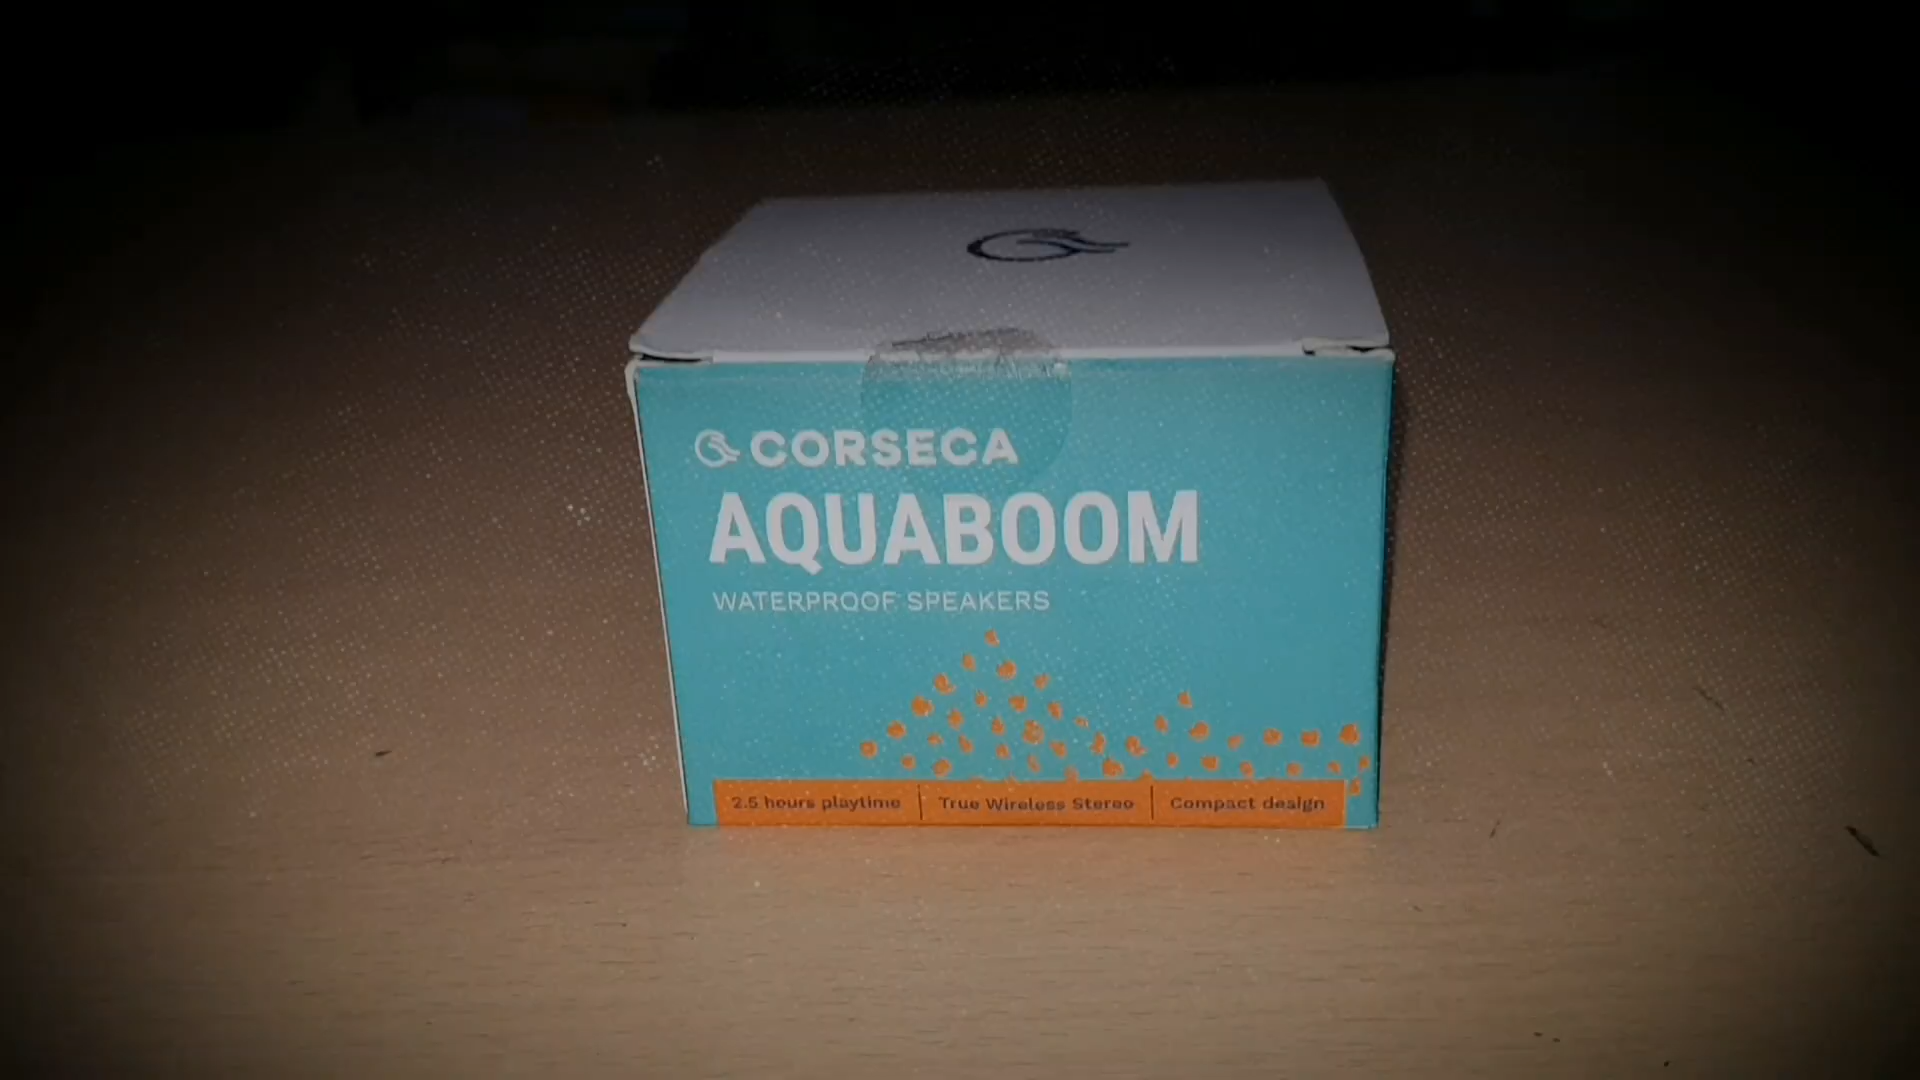 CORSECA
AQUABOOM
WATERPROOF SPEAKERS
2.5 hours playtime | True Wireless Stereo | Compact design